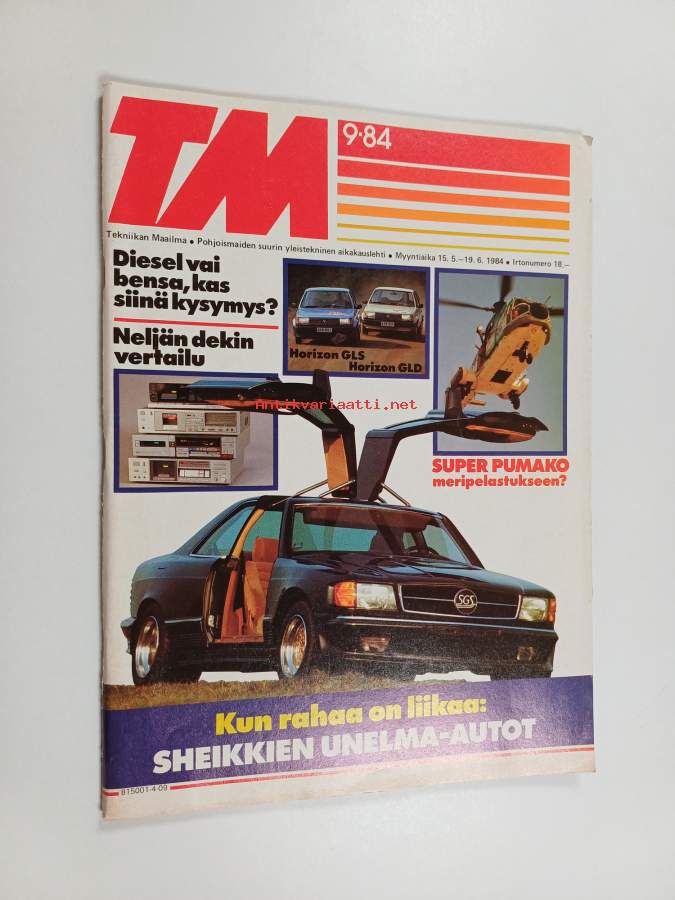 TM
9·84
Tekniikan Maailma • Pohjoismaiden suurin yleistekninen aikakauslehti • Myyntiaika 15. 5.–19. 6. 1984 • Irtonumero 18,–
Diesel vai
bensa, kas
siinä kysymys?
Neljän dekin
vertailu
Horizon GLS
Horizon GLD
Antikvariaatti.net
SUPER PUMAKO
meripelastukseen?
SGS
Kun rahaa on liikaa:
SHEIKKIEN UNELMA-AUTOT
815001-4-09